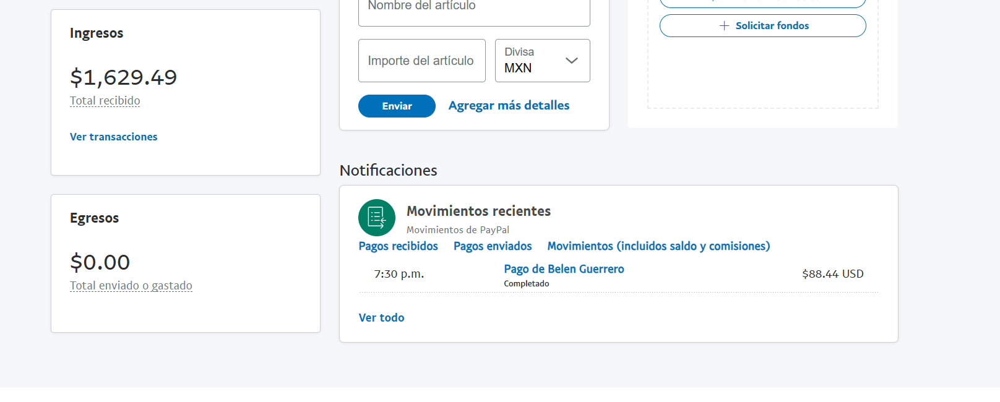 Ingresos
$1,629.49
Total recibido
Ver transacciones
Egresos
$0.00
Total enviado o gastado
Nombre del artículo
Importe del artículo
Divisa
MXN
Enviar
Agregar más detalles
+ Solicitar fondos
Notificaciones
Movimientos recientes
Movimientos de PayPal
Pagos recibidos Pagos enviados Movimientos (incluidos saldo y comisiones)
7:30 p.m. Pago de Belen Guerrero $88.44 USD
Completado
Ver todo